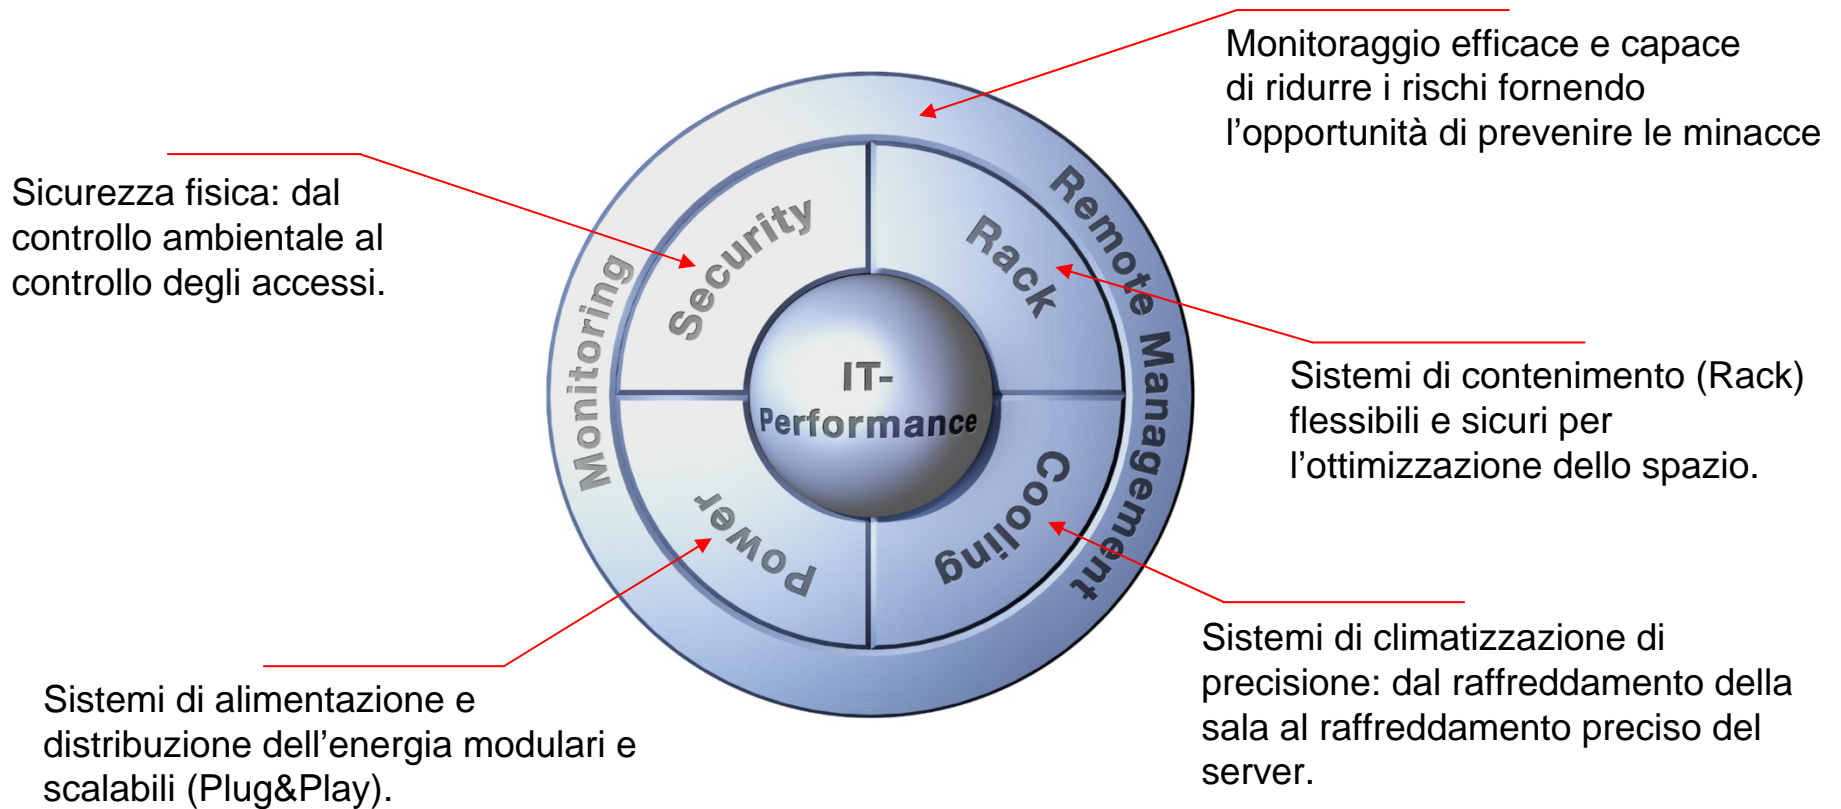 Monitoraggio efficace e capace
di ridurre i rischi fornendo
l’opportunità di prevenire le minacce
Sicurezza fisica: dal
controllo ambientale al
controllo degli accessi.
Monitoring
Remote Management
Security
Rack
IT-
Performance
Power
Cooling
Sistemi di contenimento (Rack)
flessibili e sicuri per
l’ottimizzazione dello spazio.
Sistemi di alimentazione e
distribuzione dell’energia modulari e
scalabili (Plug&Play).
Sistemi di climatizzazione di
precisione: dal raffreddamento della
sala al raffreddamento preciso del
server.